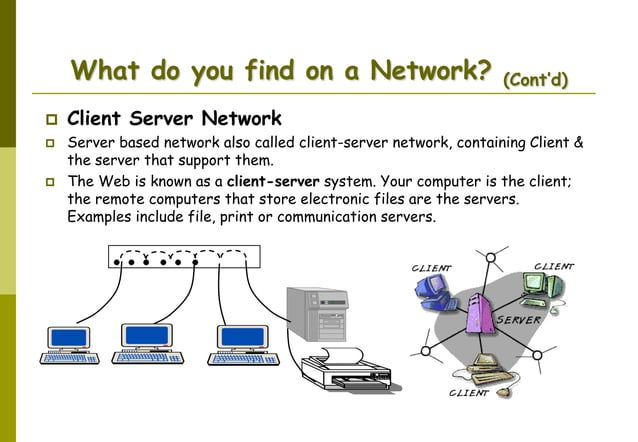 What do you find on a Network? (Cont'd)
Client Server Network
Server based network also called client-server network, containing Client &
the server that support them.
The Web is known as a client-server system. Your computer is the client;
the remote computers that store electronic files are the servers.
Examples include file, print or communication servers.
CLIENT
CLIENT
SERVER
CLIENT